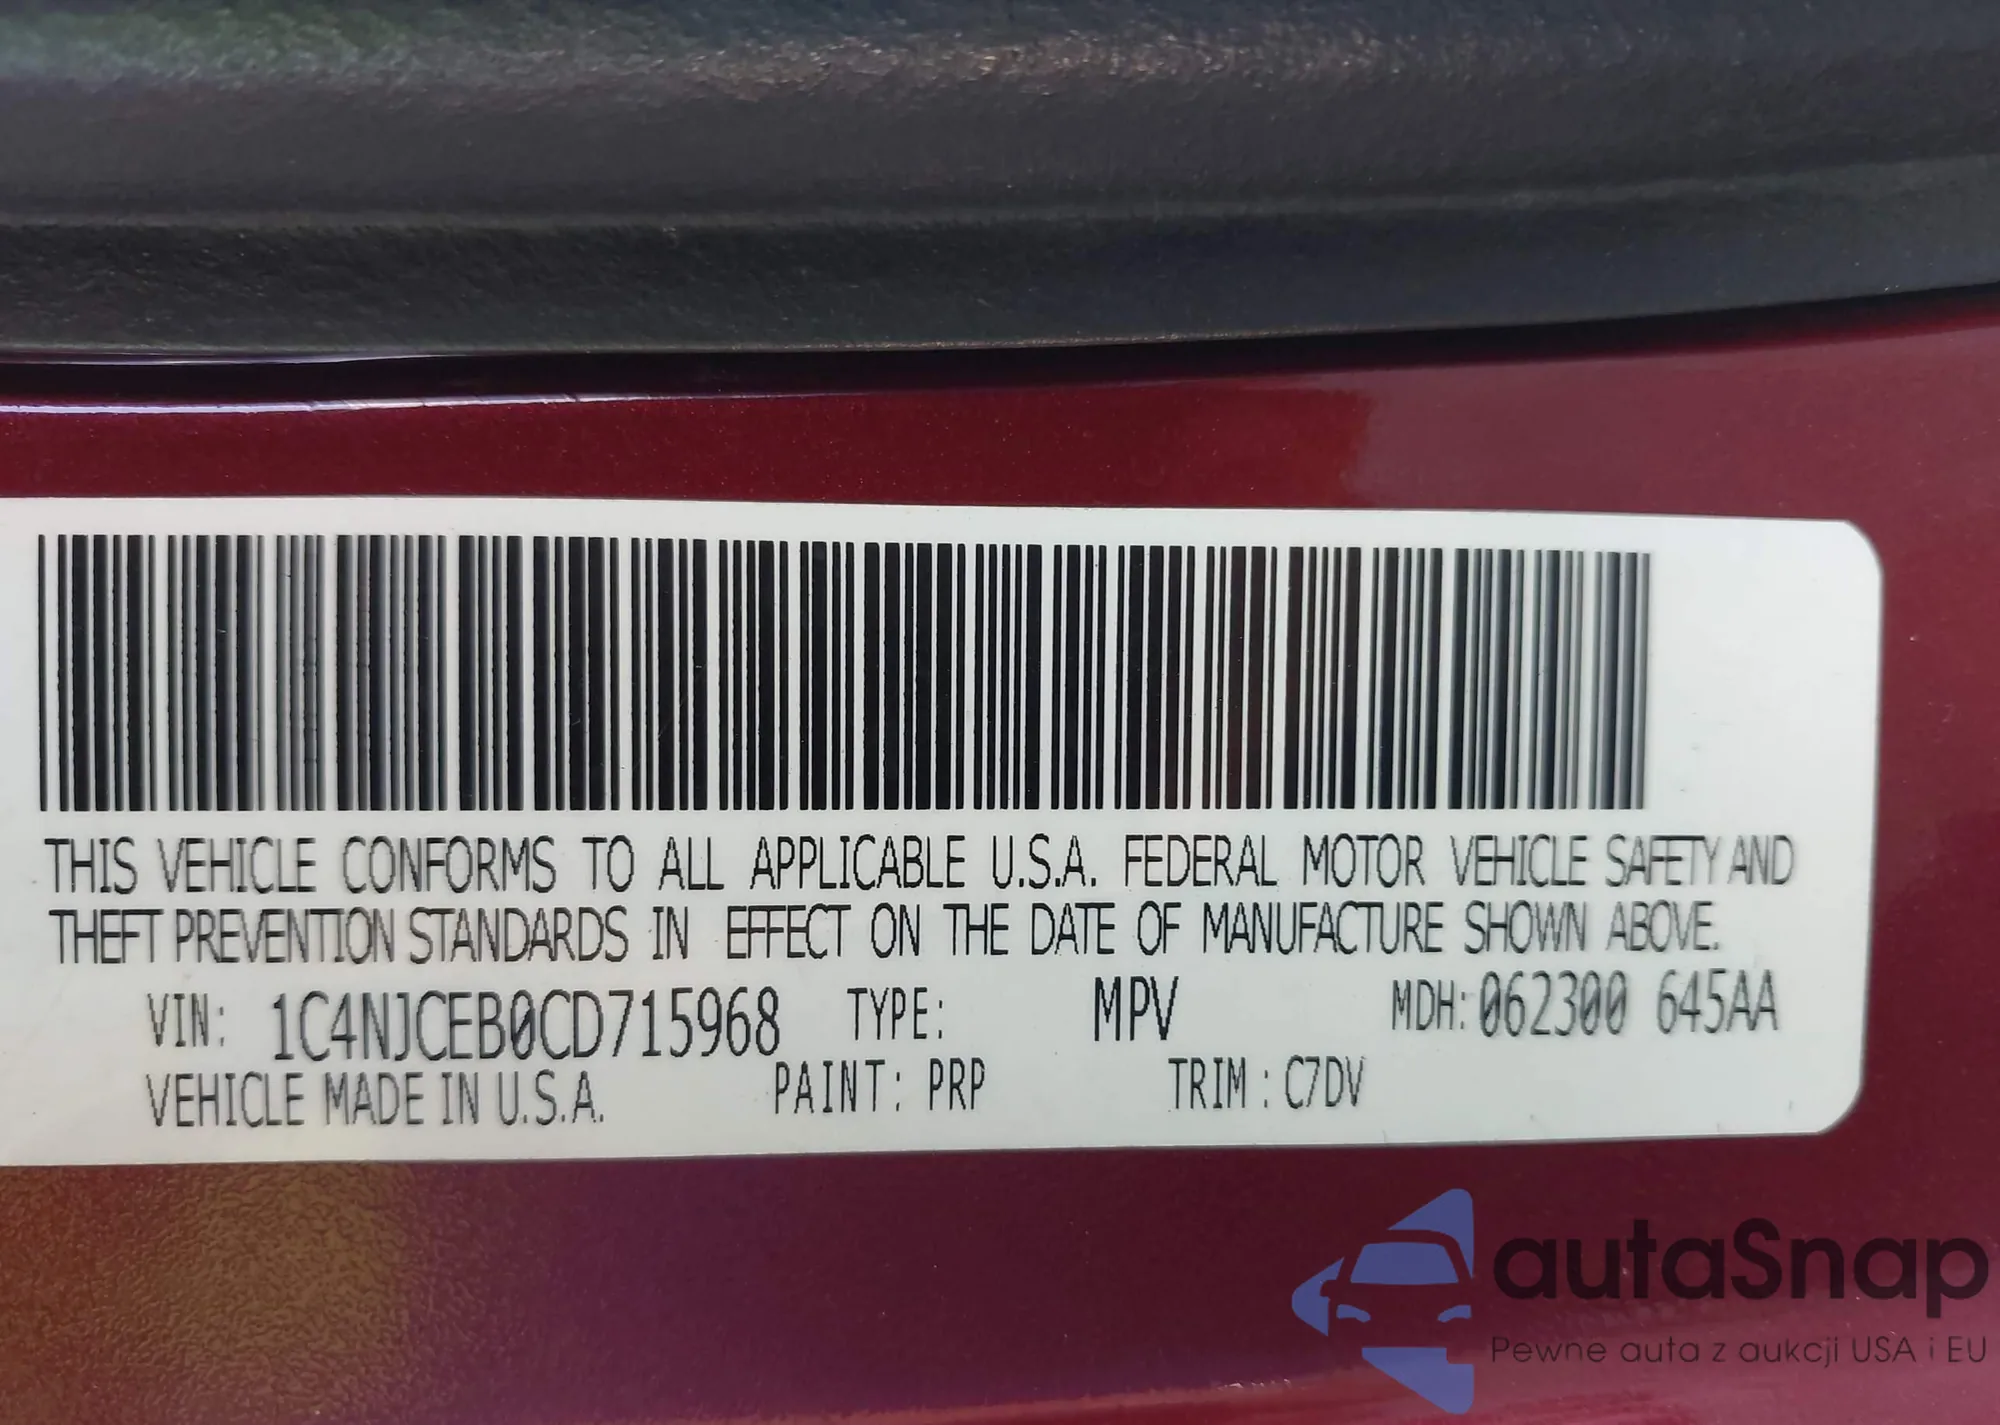 THIS VEHICLE CONFORMS TO ALL APPLICABLE U.S.A. FEDERAL MOTOR VEHICLE SAFETY AND
THEFT PREVENTION STANDARDS IN EFFECT ON THE DATE OF MANUFACTURE SHOWN ABOVE.
VIN: 1C4NJCEB0CD715968 TYPE: MPV MDH: 062300 645AA
VEHICLE MADE IN U.S.A. PAINT: PRP TRIM: C7DV
autaSnap
Pewne auta z aukcji USA i EU